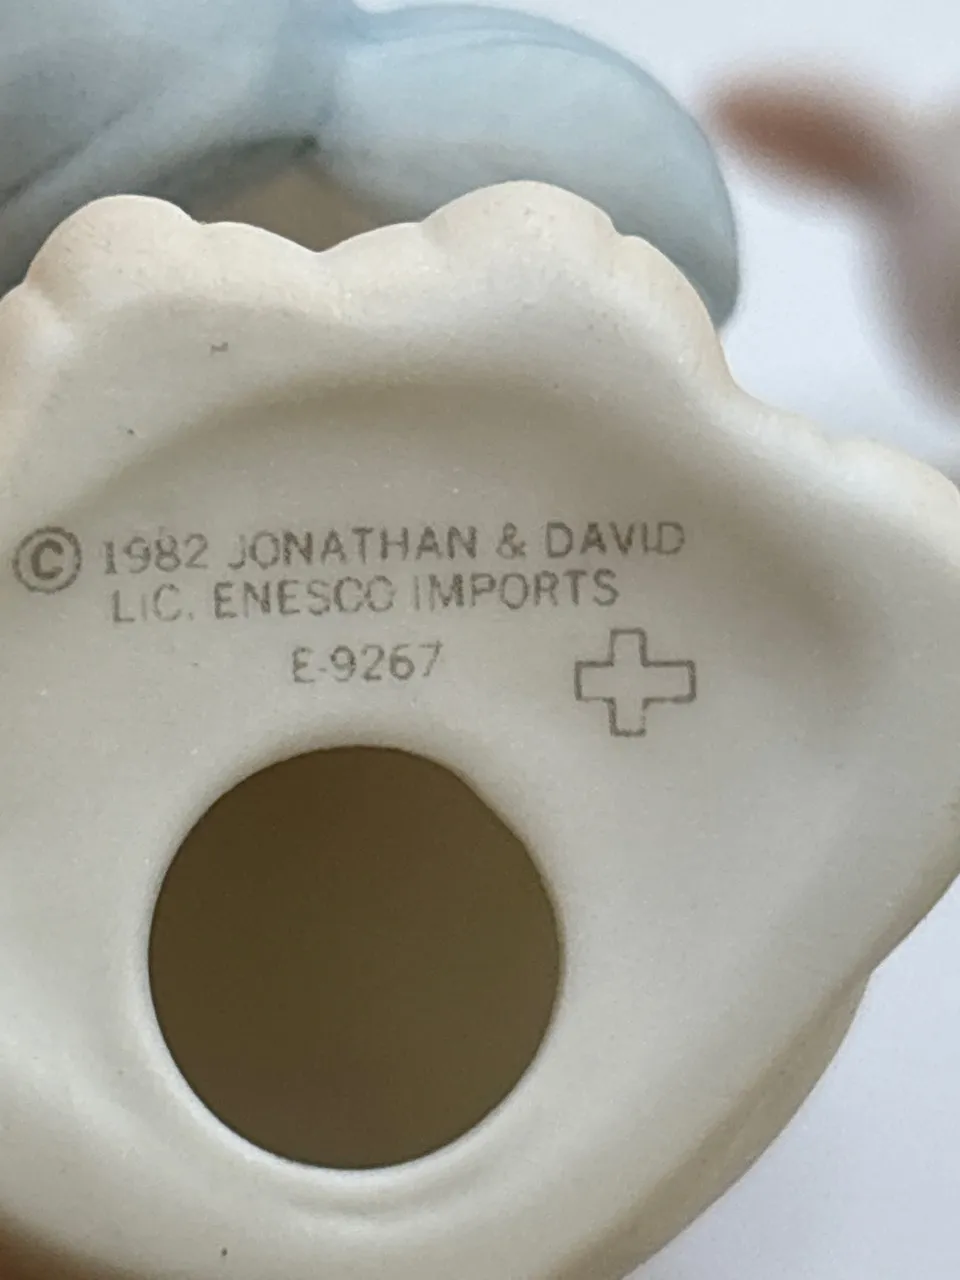 © 1982 JONATHAN & DAVID
LIC. ENESCO IMPORTS
E-9267